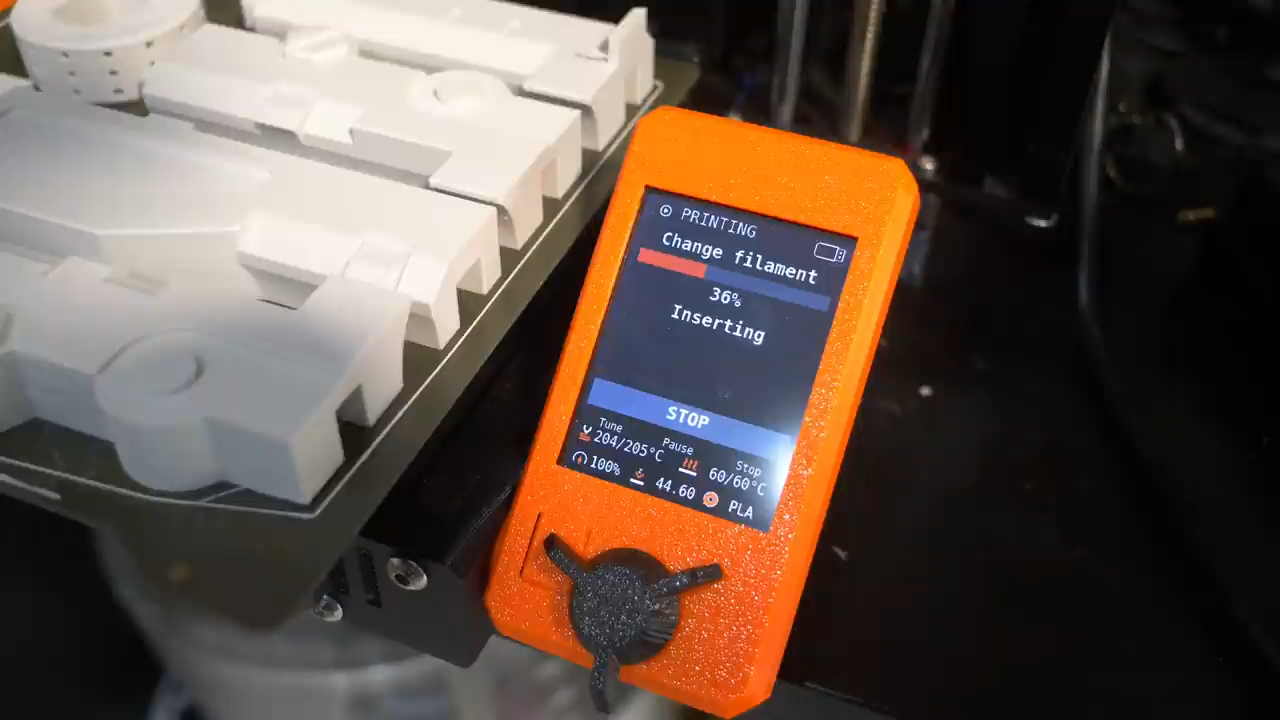 PRINTING
Change filament
36%
Inserting
STOP
Tune Pause Stop
204/205°C 60/60°C
100% 44.60 PLA